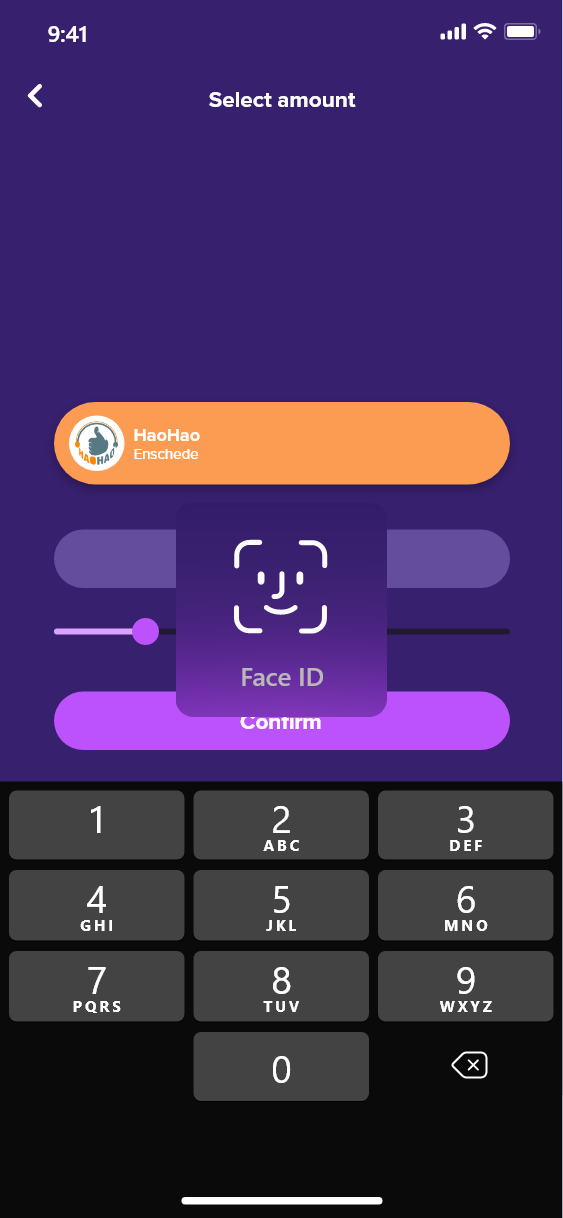 9:41
Select amount
HAOHAO
HaoHao
Enschede
Face ID
Confirm
1
2
ABC
3
DEF
4
GHI
5
JKL
6
MNO
7
PQRS
8
TUV
9
WXYZ
0